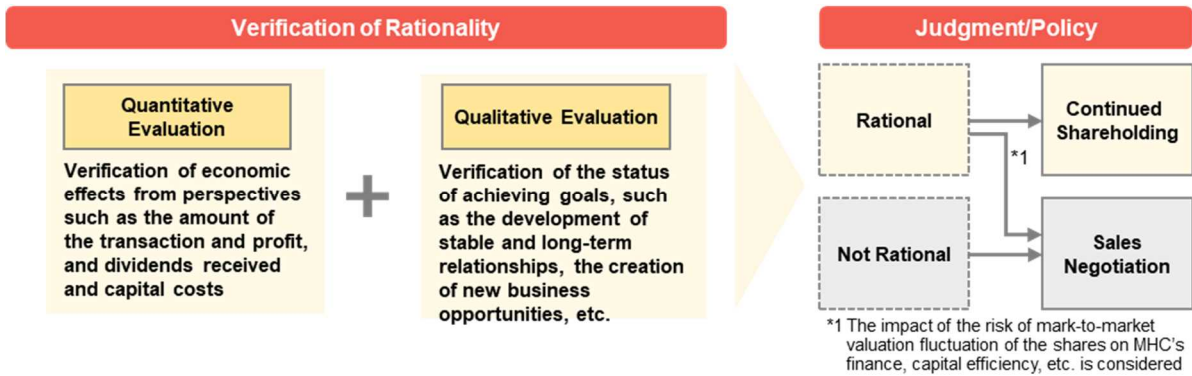 Verification of Rationality
Quantitative
Evaluation
Verification of economic
effects from perspectives
such as the amount of
the transaction and profit,
and dividends received
and capital costs
+
Qualitative Evaluation
Verification of the status
of achieving goals, such
as the development of
stable and long-term
relationships, the creation
of new business
opportunities, etc.
Judgment/Policy
Rational
Continued
Shareholding
*1
Not Rational
Sales
Negotiation
*1 The impact of the risk of mark-to-market
valuation fluctuation of the shares on MHC's
finance, capital efficiency, etc. is considered